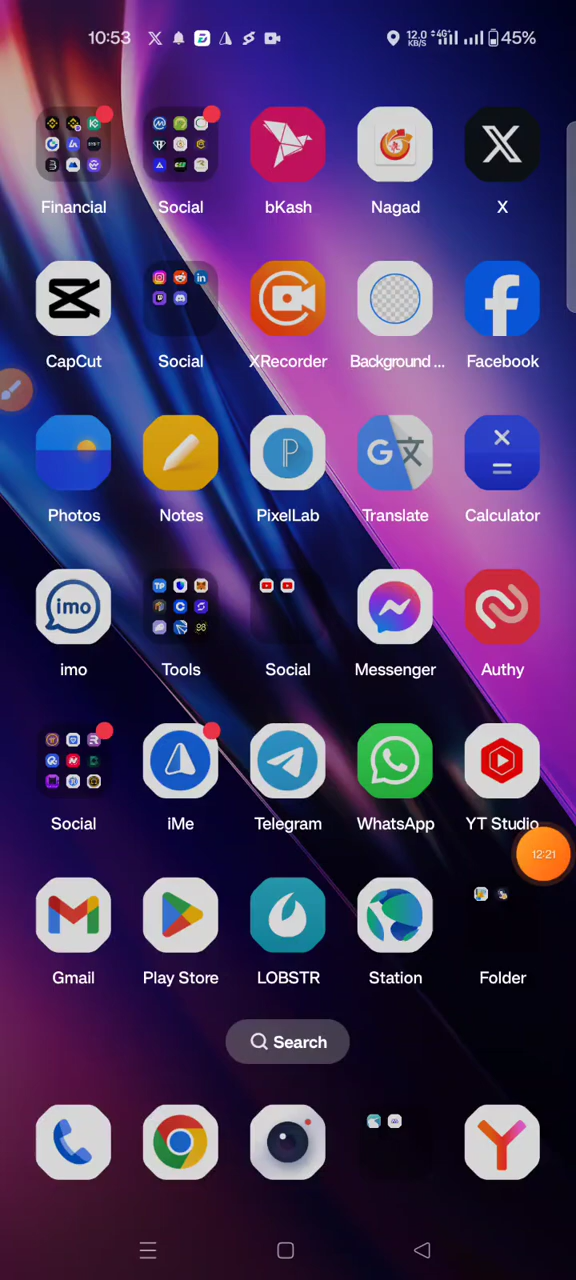 10:53 12.0 KB/S 4G 45%
Financial Social bKash Nagad X
CapCut Social XRecorder Background ... Facebook
Photos Notes PixelLab Translate Calculator
imo
imo Tools Social Messenger Authy
Social iMe Telegram WhatsApp YT Studio
12:21
Gmail Play Store LOBSTR Station Folder
Search